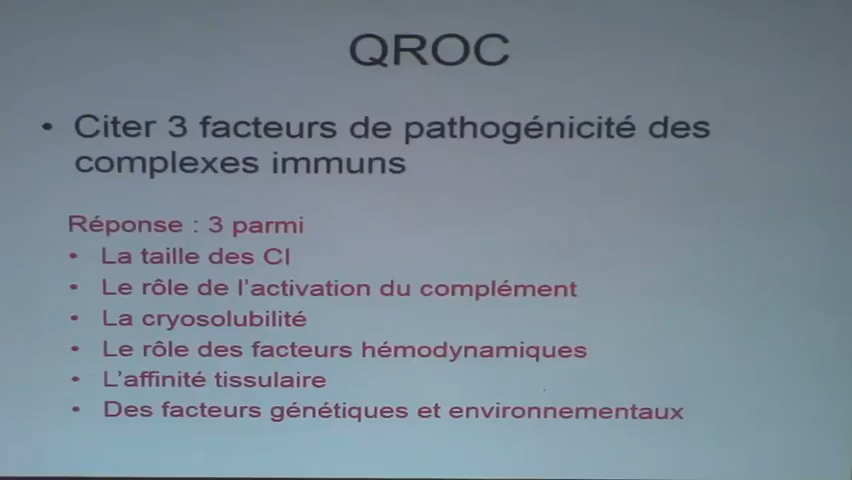 QROC
• Citer 3 facteurs de pathogénicité des
complexes immuns
Réponse : 3 parmi
• La taille des CI
• Le rôle de l'activation du complément
• La cryosolubilité
• Le rôle des facteurs hémodynamiques
• L'affinité tissulaire
• Des facteurs génétiques et environnementaux